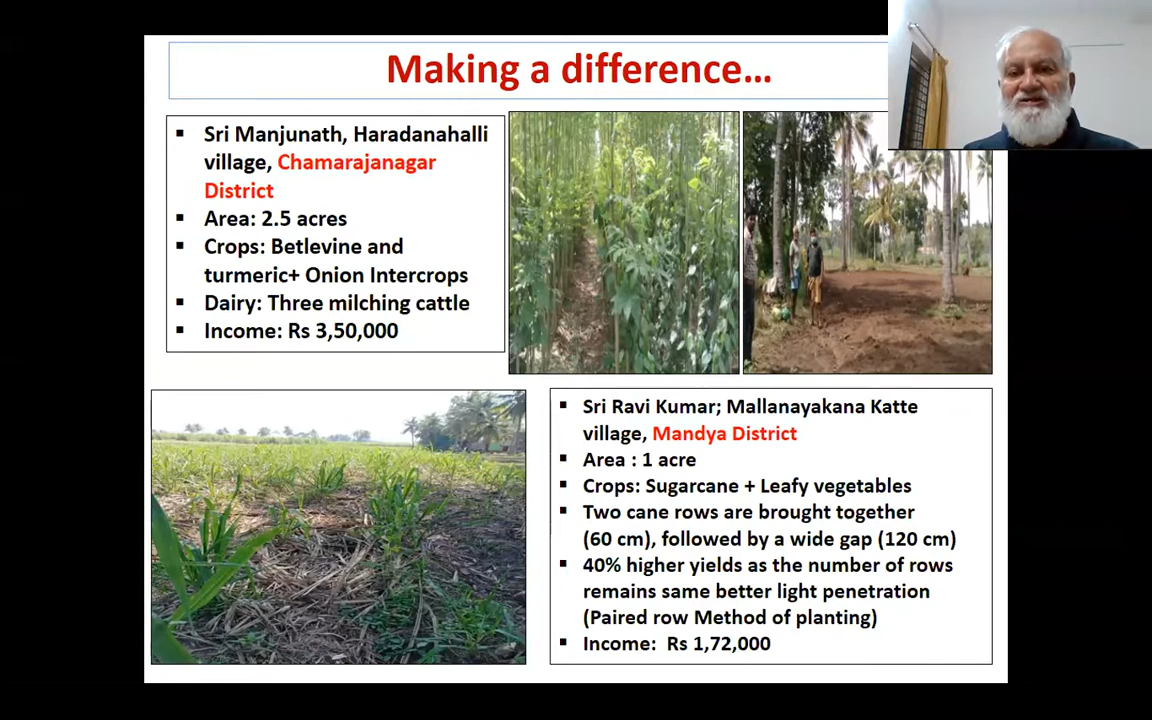 Making a difference...
▪ Sri Manjunath, Haradanahalli
village, Chamarajanagar
District
▪ Area: 2.5 acres
▪ Crops: Betlevine and
turmeric+ Onion Intercrops
▪ Dairy: Three milching cattle
▪ Income: Rs 3,50,000
▪ Sri Ravi Kumar; Mallanayakana Katte
village, Mandya District
▪ Area : 1 acre
▪ Crops: Sugarcane + Leafy vegetables
▪ Two cane rows are brought together
(60 cm), followed by a wide gap (120 cm)
▪ 40% higher yields as the number of rows
remains same better light penetration
(Paired row Method of planting)
▪ Income: Rs 1,72,000